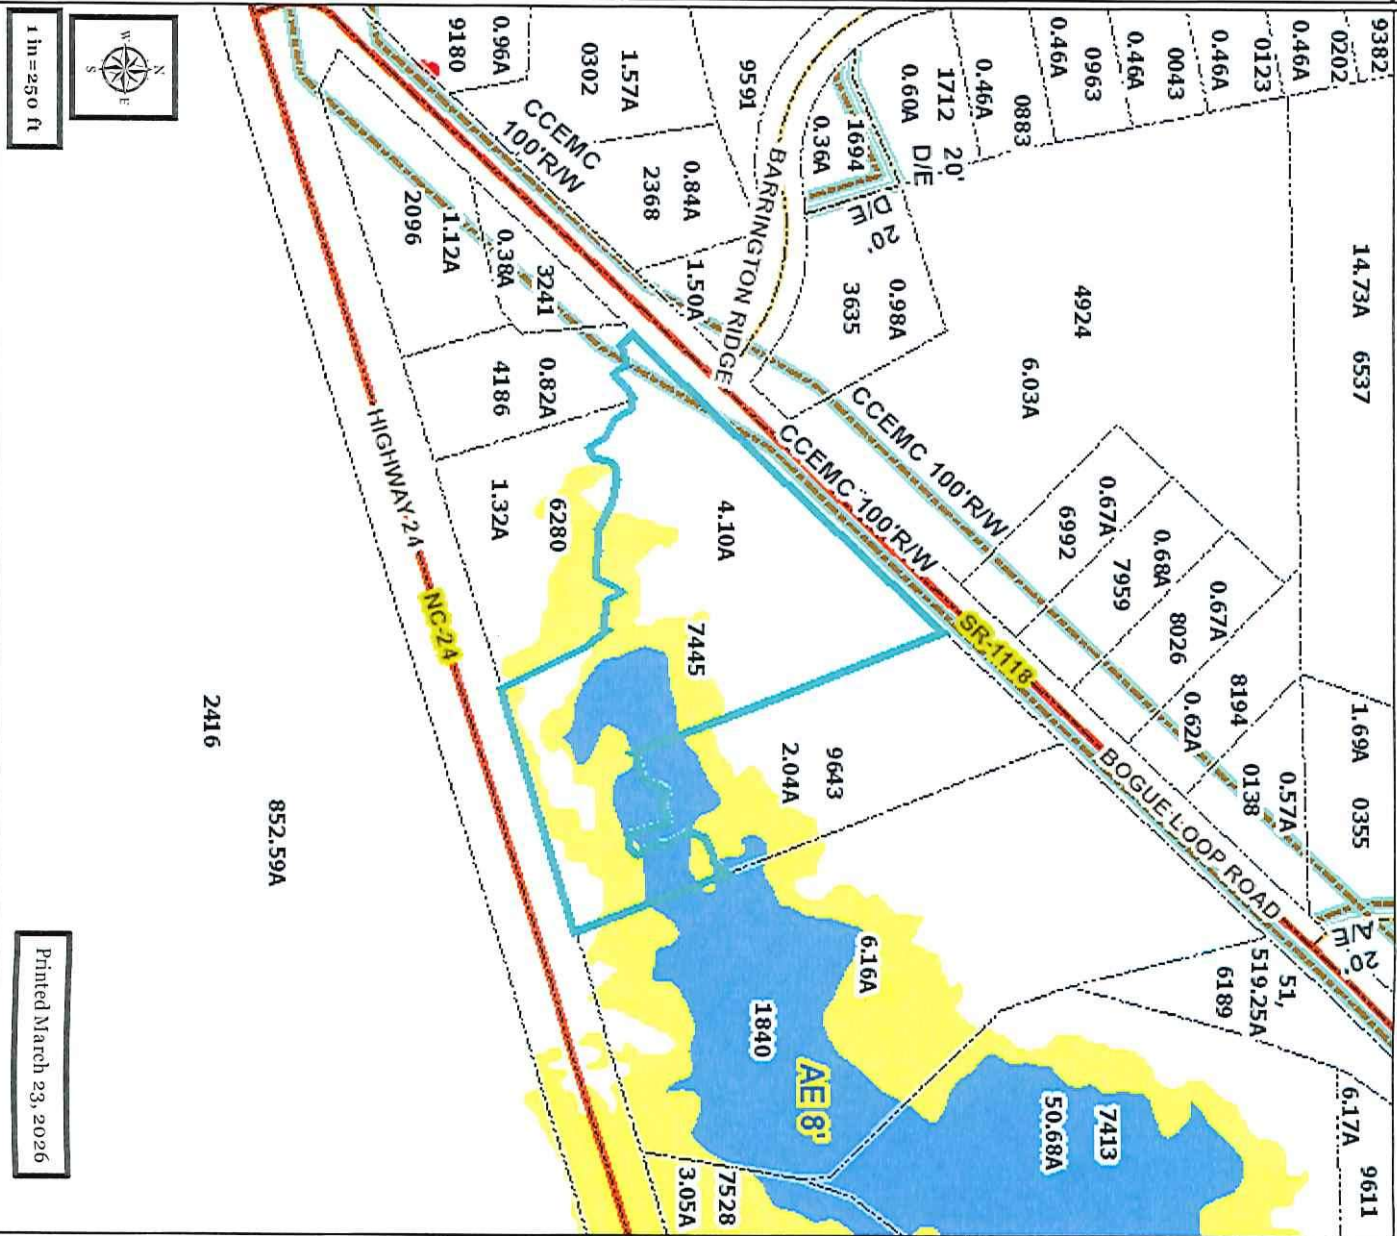 9382
0202
0.46A
0123
0.46A
0043
0.46A
0963
0.46A
0883
0.46A
1712
0.60A
20'
D/E
1694
0.36A
20'
D/E
14.73A 6537
4924
6.03A
1.69A 0355
0.57A
0138
8194
0.62A
0.67A
8026
0.68A
7959
0.67A
6992
0.98A
3635
BARRINGTON RIDGE
9591
1.57A
0302
0.96A
9180
0.84A
2368
1.50A
CCEMC
100'R/W
CCEMC 100'R/W
CCEMC 100'R/W
SR-1118
BOGUE LOOP ROAD
20'
51,
519.25A
6189
6.17A
9611
7413
50.68A
9643
2.04A
6.16A
1840
AE 8'
4.10A
7445
6280
1.32A
0.82A
4186
3241
0.38A
1.12A
2096
7528
3.05A
HIGHWAY 24
NC-24
2416
852.59A
N
W
E
S
1 in=250 ft
Printed March 23, 2026